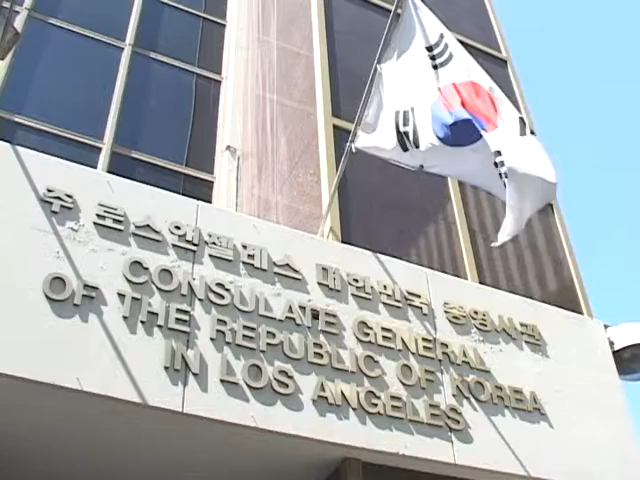 주로스앤젤레스 대한민국 총영사관
CONSULATE GENERAL
OF THE REPUBLIC OF KOREA
IN LOS ANGELES